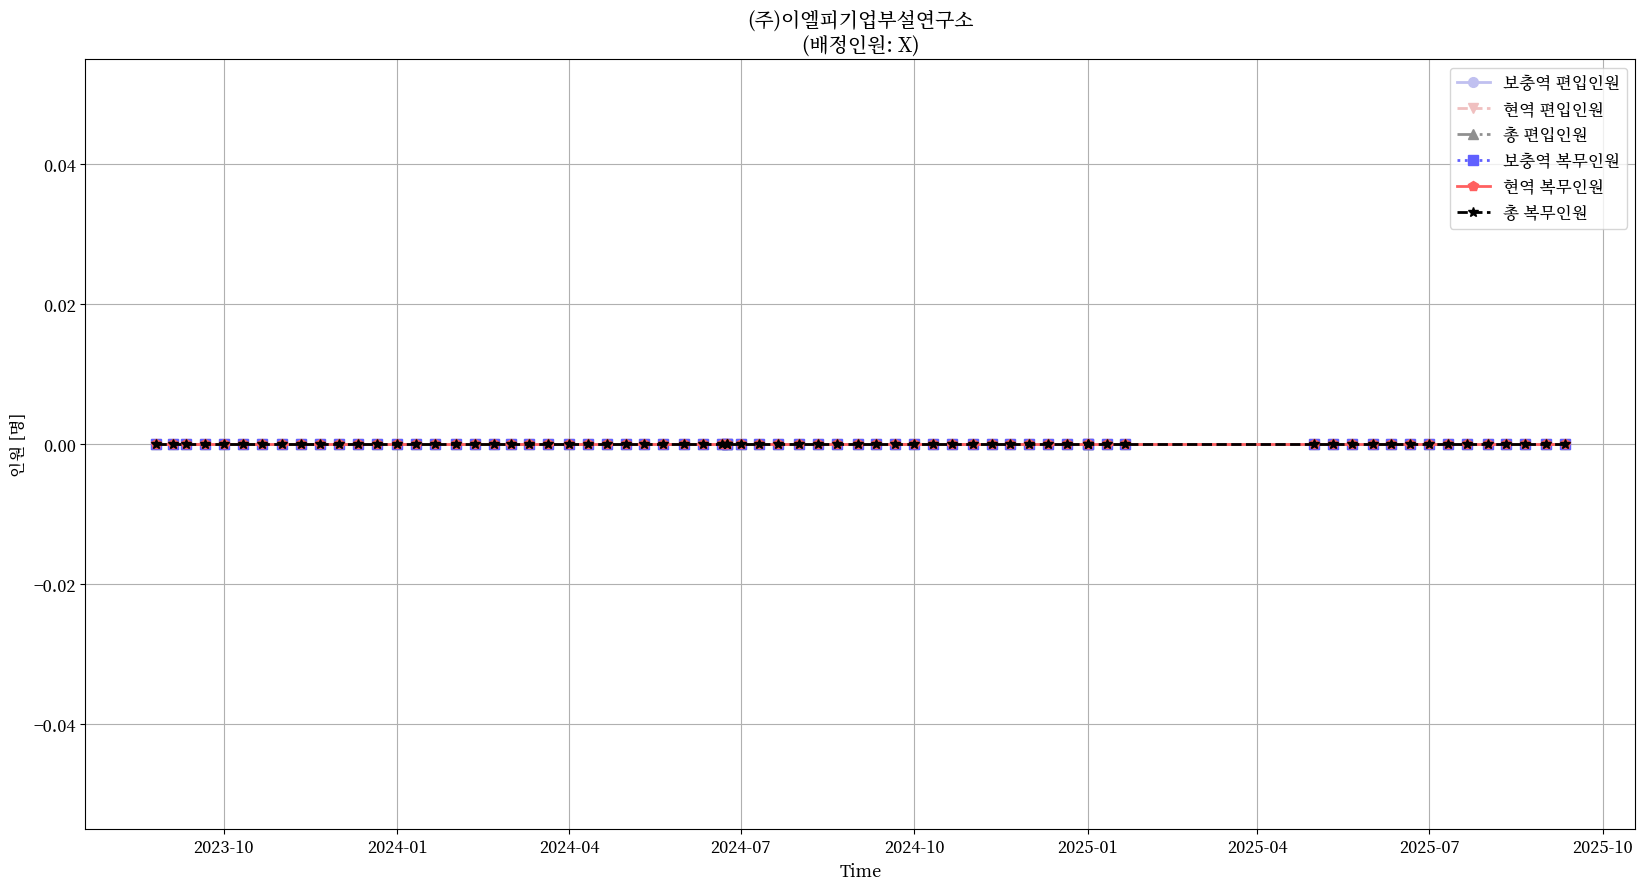 (주)이엘피기업부설연구소
(배정인원: X)
보충역 편입인원
현역 편입인원
총 편입인원
보충역 복무인원
현역 복무인원
총 복무인원
0.04
0.02
0.00
−0.02
−0.04
인원 [명]
2023-10
2024-01
2024-04
2024-07
2024-10
2025-01
2025-04
2025-07
2025-10
Time